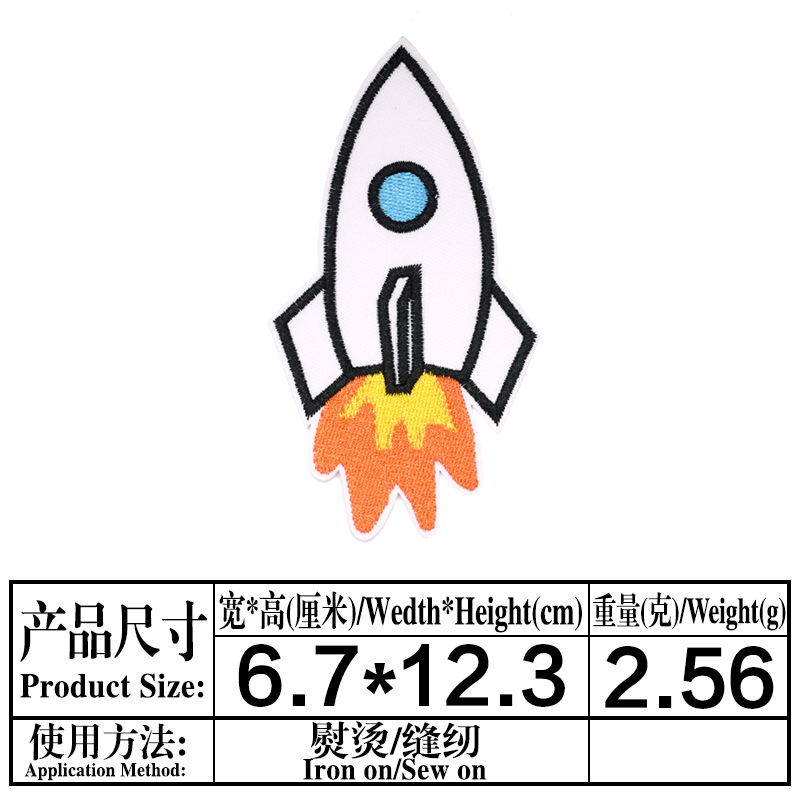 产品尺寸
Product Size:
宽*高(厘米)/Wedth*Height(cm)
重量(克)/Weight(g)
6.7*12.3
2.56
使用方法:
Application Method:
熨烫/缝纫
Iron on/Sew on